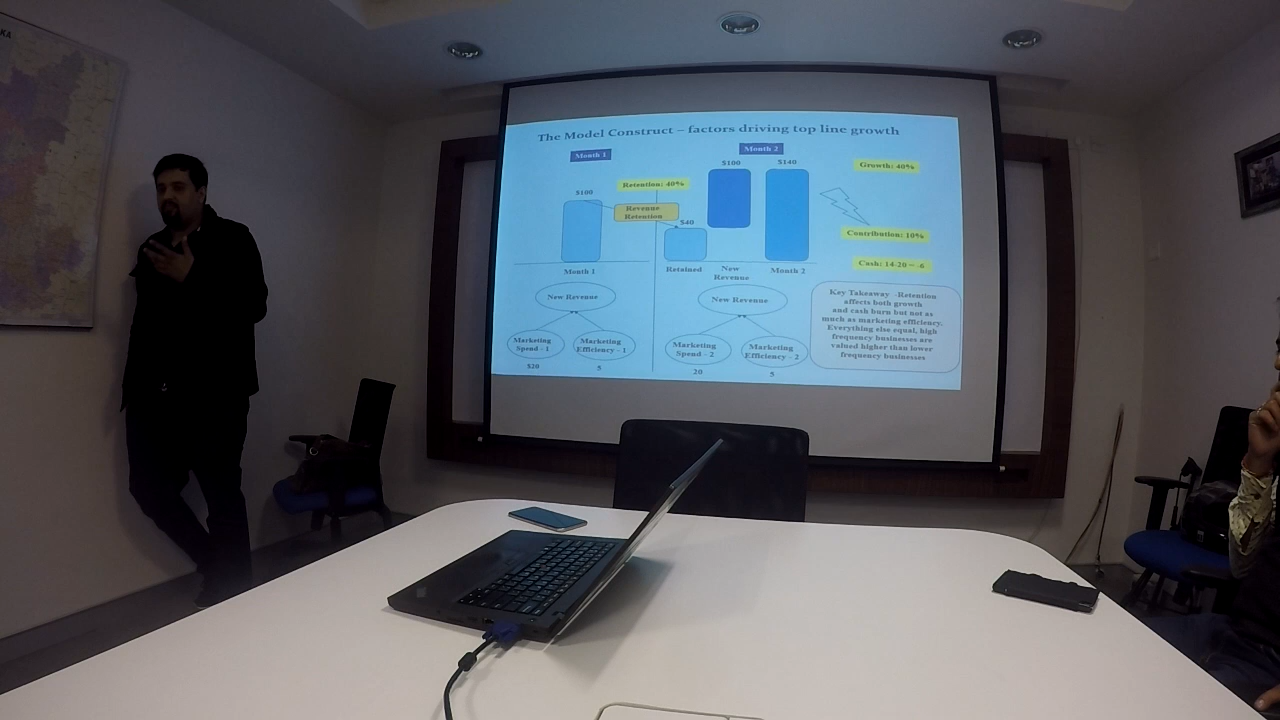 KA
The Model Construct – factors driving top line growth
Month 1
Month 2
$100
$140
Growth: 40%
Retention: 40%
$100
Revenue
Retention
$40
Contribution: 10%
Cash: 14-20 = -6
Month 1
Retained
New
Revenue
Month 2
New Revenue
New Revenue
Marketing
Spend - 1
Marketing
Efficiency - 1
Marketing
Spend - 2
Marketing
Efficiency - 2
$20
5
20
5
Key Takeaway -Retention
affects both growth
and cash burn but not as
much as marketing efficiency.
Everything else equal, high
frequency businesses are
valued higher than lower
frequency businesses